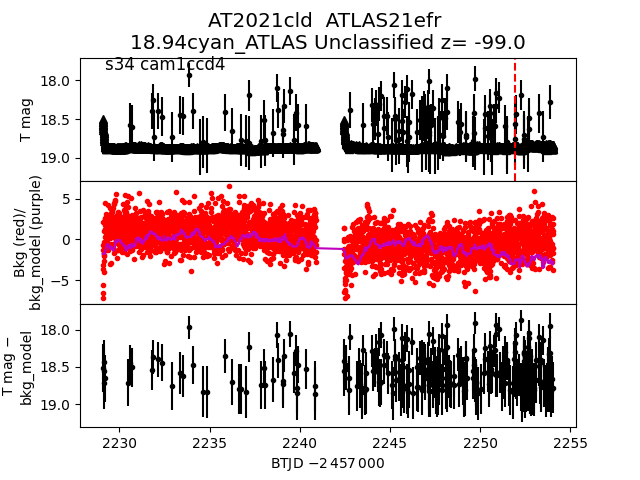 AT2021cld  ATLAS21efr
18.94cyan_ATLAS Unclassified z= -99.0
s34 cam1ccd4
18.0
18.5
19.0
T mag
5
0
−5
Bkg (red)/
bkg_model (purple)
18.0
18.5
19.0
T mag −
bkg_model
2230
2235
2240
2245
2250
2255
BTJD −2 457 000